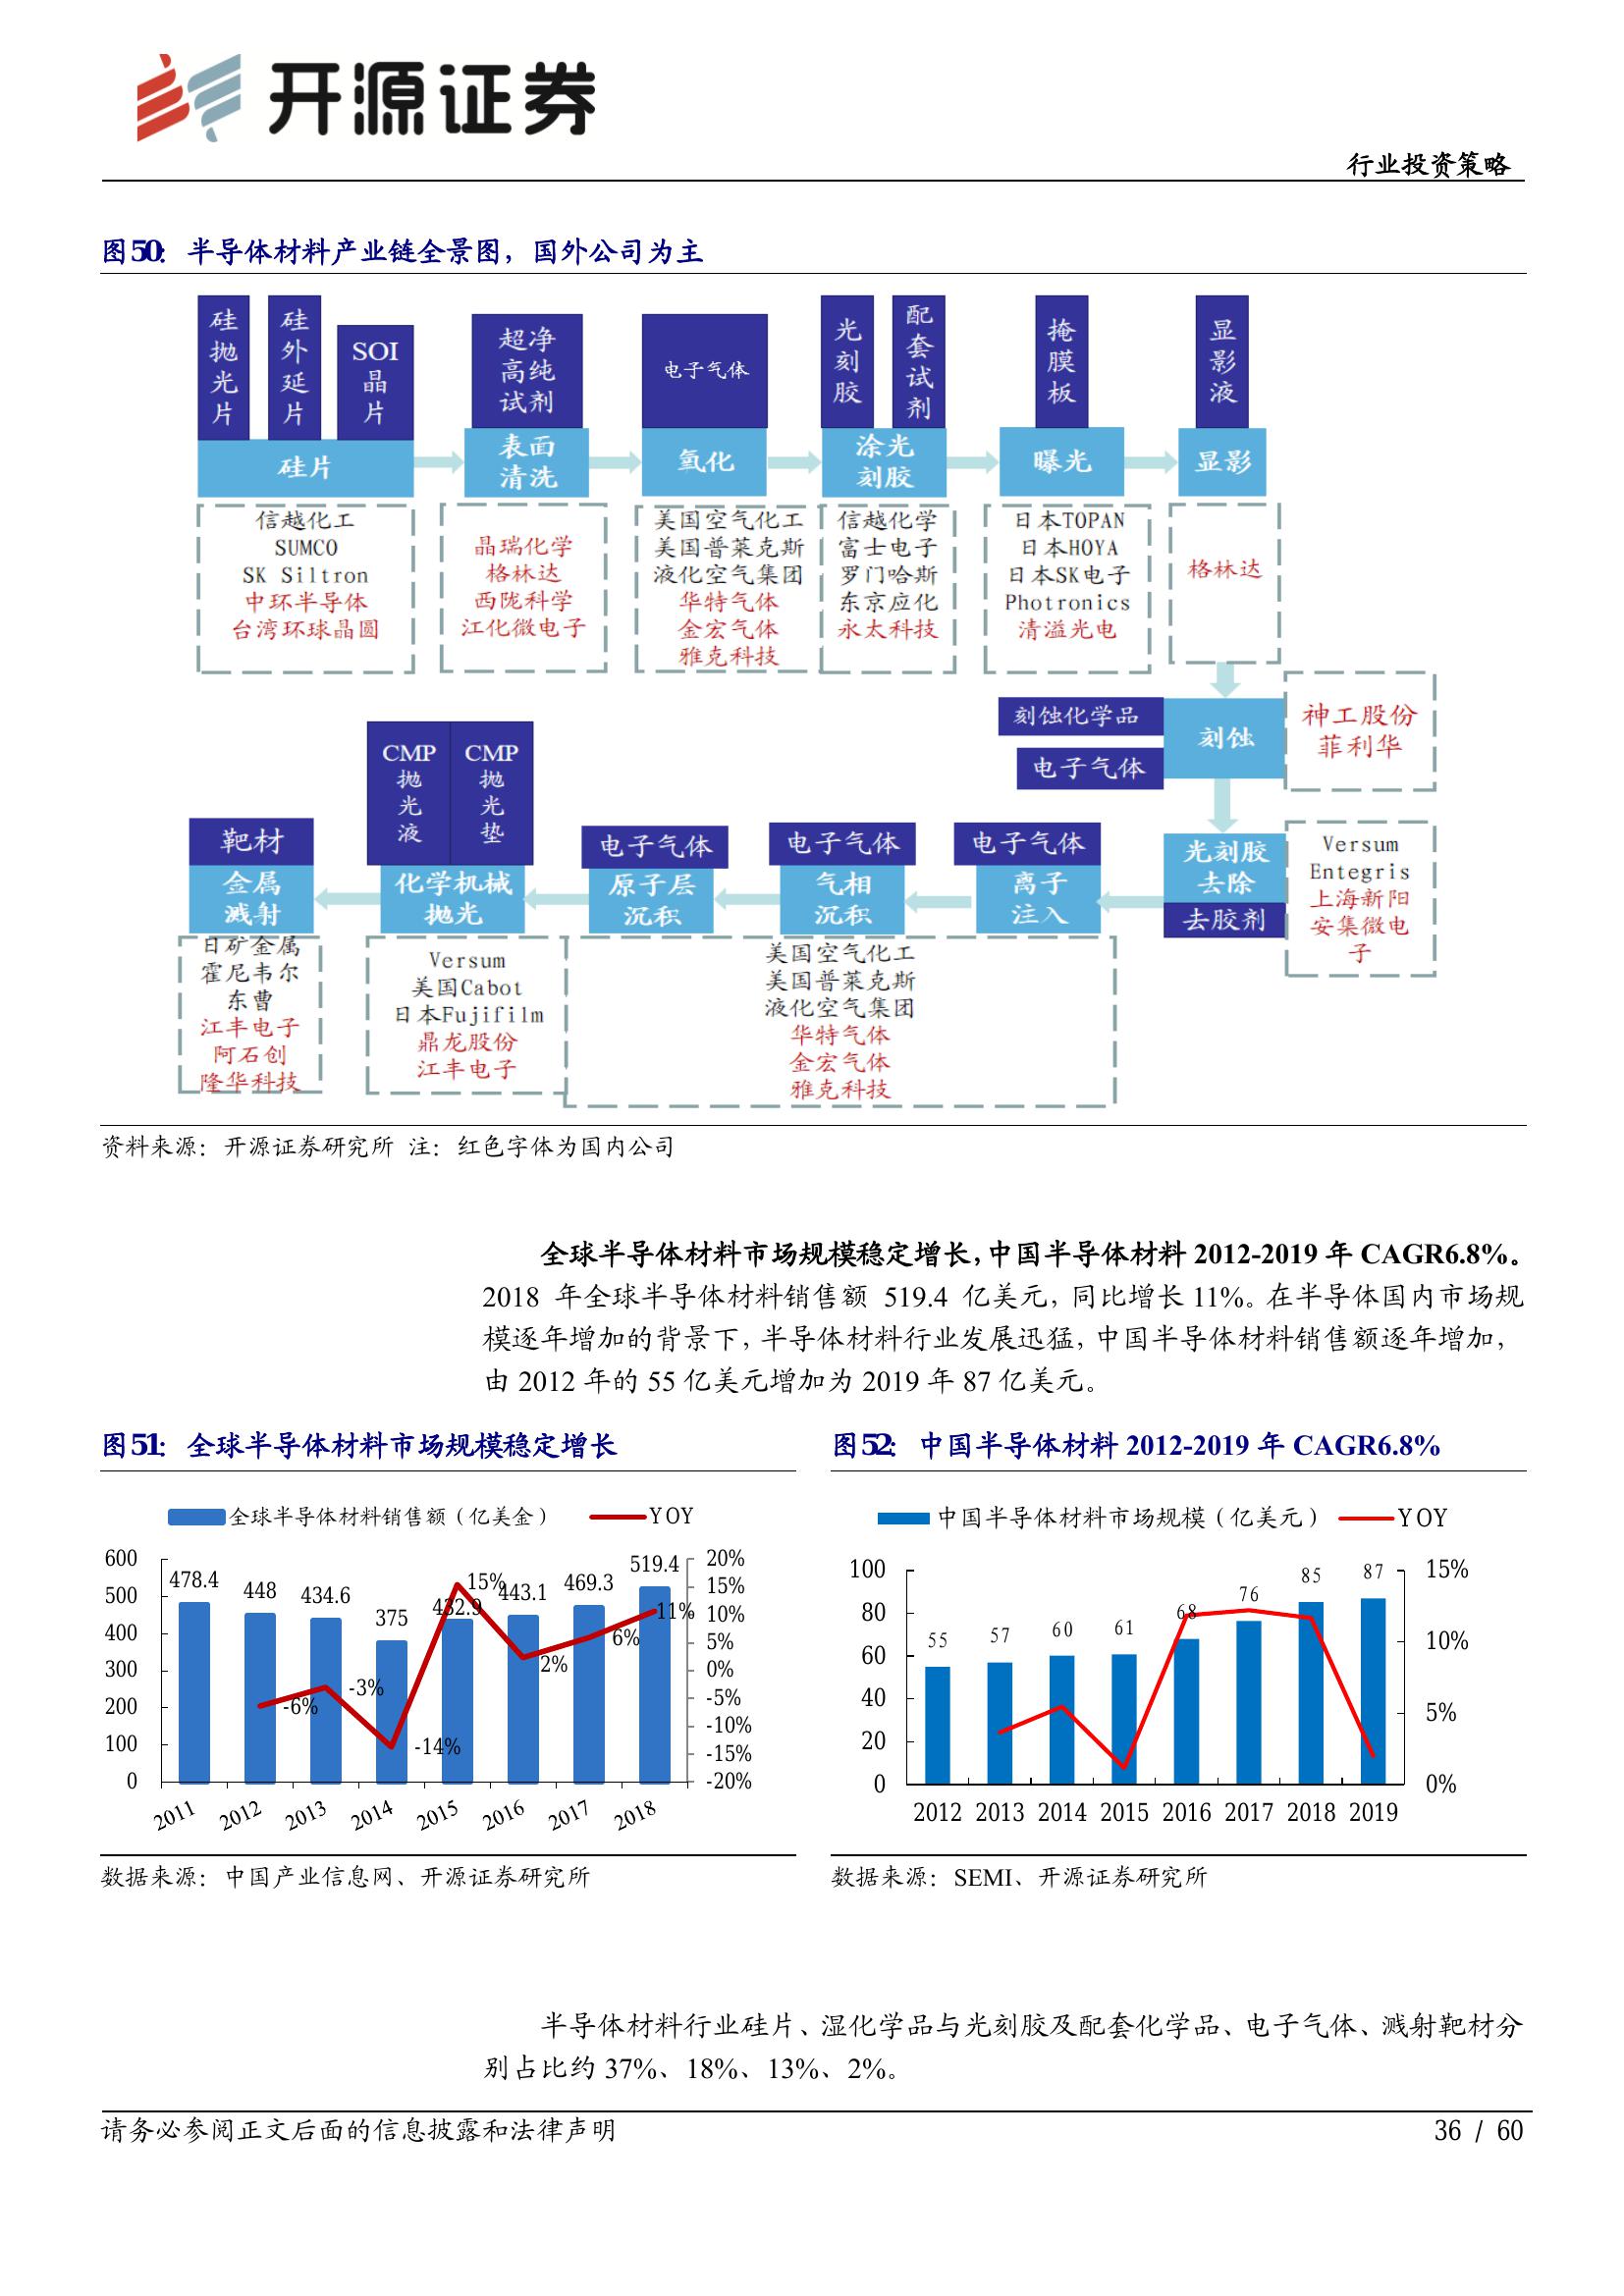 开源证券
行业投资策略
图50： 半导体材料产业链全景图，国外公司为主
硅抛光片
硅外延片
SOI晶片
超净高纯试剂
电子气体
光刻胶
配套试剂
掩膜板
显影液
硅片
表面清洗
氧化
涂光刻胶
曝光
显影
信越化工
SUMCO
SK Siltron
中环半导体
台湾环球晶圆
晶瑞化学
格林达
西陇科学
江化微电子
美国空气化工
美国普莱克斯
液化空气集团
华特气体
金宏气体
雅克科技
信越化学
富士电子
罗门哈斯
东京应化
永太科技
日本TOPAN
日本HOYA
日本SK电子
Photronics
清溢光电
格林达
刻蚀化学品
电子气体
刻蚀
神工股份
菲利华
光刻胶去除
去胶剂
Versum
Entegris
上海新阳
安集微电
子
电子气体
离子注入
电子气体
气相沉积
电子气体
原子层沉积
CMP抛光液
CMP抛光垫
化学机械抛光
靶材
金属溅射
日矿金属
霍尼韦尔
东曹
江丰电子
阿石创
隆华科技
Versum
美国Cabot
日本Fujifilm
鼎龙股份
江丰电子
美国空气化工
美国普莱克斯
液化空气集团
华特气体
金宏气体
雅克科技
资料来源：开源证券研究所 注：红色字体为国内公司
全球半导体材料市场规模稳定增长，中国半导体材料 2012-2019 年 CAGR6.8%。
2018 年全球半导体材料销售额 519.4 亿美元，同比增长 11%。在半导体国内市场规
模逐年增加的背景下，半导体材料行业发展迅猛，中国半导体材料销售额逐年增加，
由 2012 年的 55 亿美元增加为 2019 年 87 亿美元。
图51： 全球半导体材料市场规模稳定增长
全球半导体材料销售额（亿美金） YOY
600
500
400
300
200
100
0
478.4 448 434.6 375 432.9 443.1 469.3 519.4
-6% -3% -14% 15% 2% 6% 11%
20%
15%
10%
5%
0%
-5%
-10%
-15%
-20%
2011 2012 2013 2014 2015 2016 2017 2018
数据来源：中国产业信息网、开源证券研究所
图52： 中国半导体材料 2012-2019 年 CAGR6.8%
中国半导体材料市场规模（亿美元） YOY
100
80
60
40
20
0
55 57 60 61 68 76 85 87
15%
10%
5%
0%
2012 2013 2014 2015 2016 2017 2018 2019
数据来源：SEMI、开源证券研究所
半导体材料行业硅片、湿化学品与光刻胶及配套化学品、电子气体、溅射靶材分
别占比约 37%、18%、13%、2%。
请务必参阅正文后面的信息披露和法律声明
36 / 60